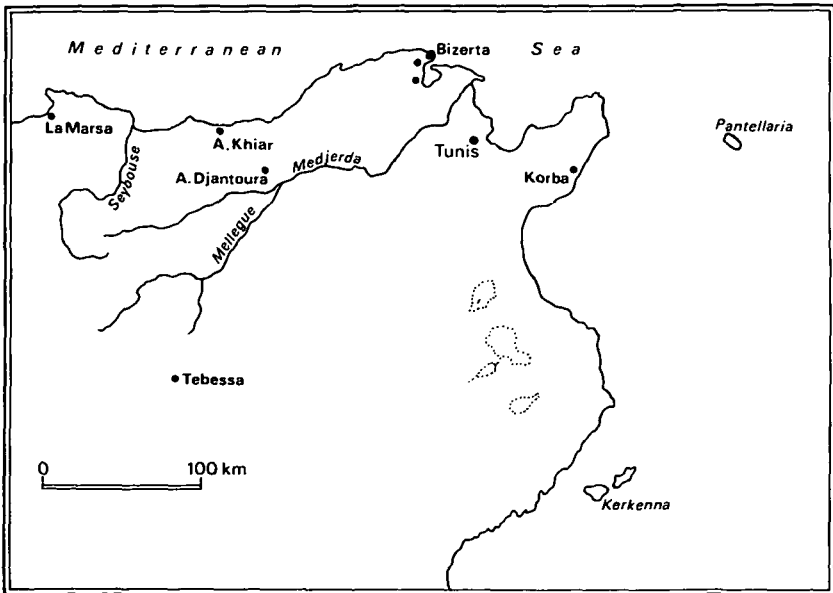 Mediterranean Sea
Bizerta
La Marsa
A. Khiar
Tunis
Pantellaria
A. Djantoura
Medjerda
Korba
Seybouse
Mellegue
Tebessa
0 100 km
Kerkenna